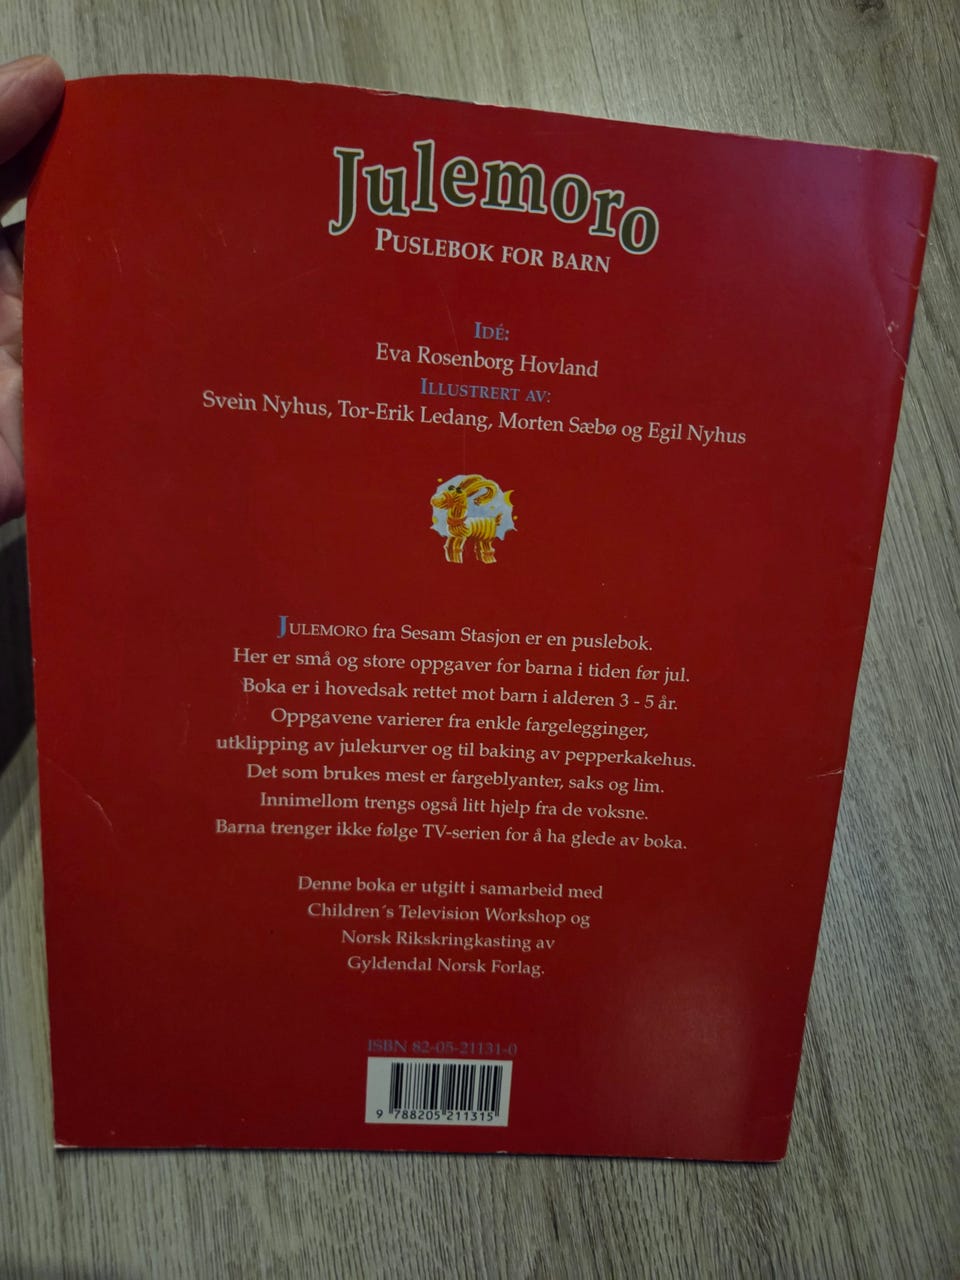 Julemoro
PUSLEBOK FOR BARN
IDÉ:
Eva Rosenborg Hovland
ILLUSTRERT AV:
Svein Nyhus, Tor-Erik Ledang, Morten Sæbø og Egil Nyhus
JULEMORO fra Sesam Stasjon er en puslebok.
Her er små og store oppgaver for barna i tiden før jul.
Boka er i hovedsak rettet mot barn i alderen 3 - 5 år.
Oppgavene varierer fra enkle fargelegginger,
utklipping av julekurver og til baking av pepperkakehus.
Det som brukes mest er fargeblyanter, saks og lim.
Innimellom trengs også litt hjelp fra de voksne.
Barna trenger ikke følge TV-serien for å ha glede av boka.
Denne boka er utgitt i samarbeid med
Children´s Television Workshop og
Norsk Rikskringkasting av
Gyldendal Norsk Forlag.
ISBN 82-05-21131-0
9 788205 211315